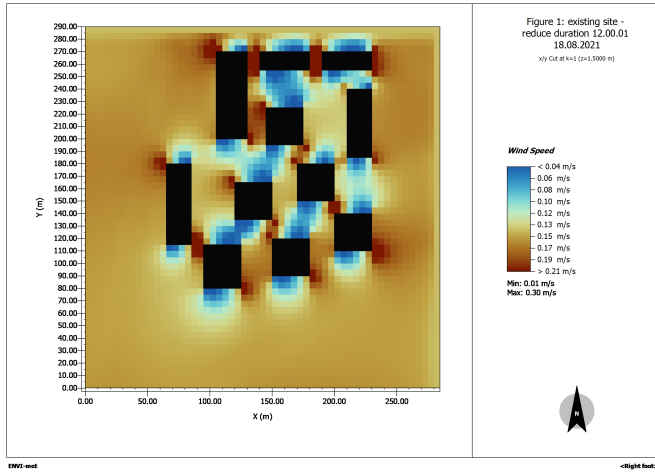 Figure 1: existing site -
reduce duration 12.00.01
18.08.2021
x/y Cut at k=1 (z=1.5000 m)
290.00
280.00
270.00
260.00
250.00
240.00
230.00
220.00
210.00
200.00
190.00
180.00
170.00
160.00
150.00
140.00
130.00
120.00
110.00
100.00
90.00
80.00
70.00
60.00
50.00
40.00
30.00
20.00
10.00
0.00
Y (m)
0.00 50.00 100.00 150.00 200.00 250.00
X (m)
Wind Speed
< 0.04 m/s
0.06 m/s
0.08 m/s
0.10 m/s
0.12 m/s
0.13 m/s
0.15 m/s
0.17 m/s
0.19 m/s
> 0.21 m/s
Min: 0.01 m/s
Max: 0.30 m/s
N
ENVI-met
<Right foot: